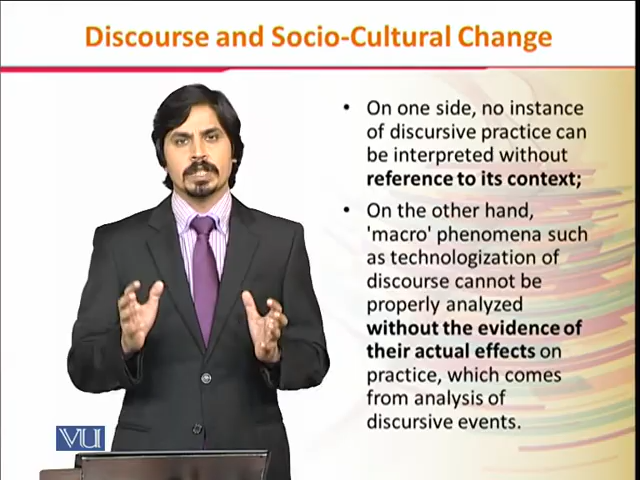 Discourse and Socio-Cultural Change
• On one side, no instance
of discursive practice can
be interpreted without
reference to its context;
• On the other hand,
'macro' phenomena such
as technologization of
discourse cannot be
properly analyzed
without the evidence of
their actual effects on
practice, which comes
from analysis of
discursive events.
VU